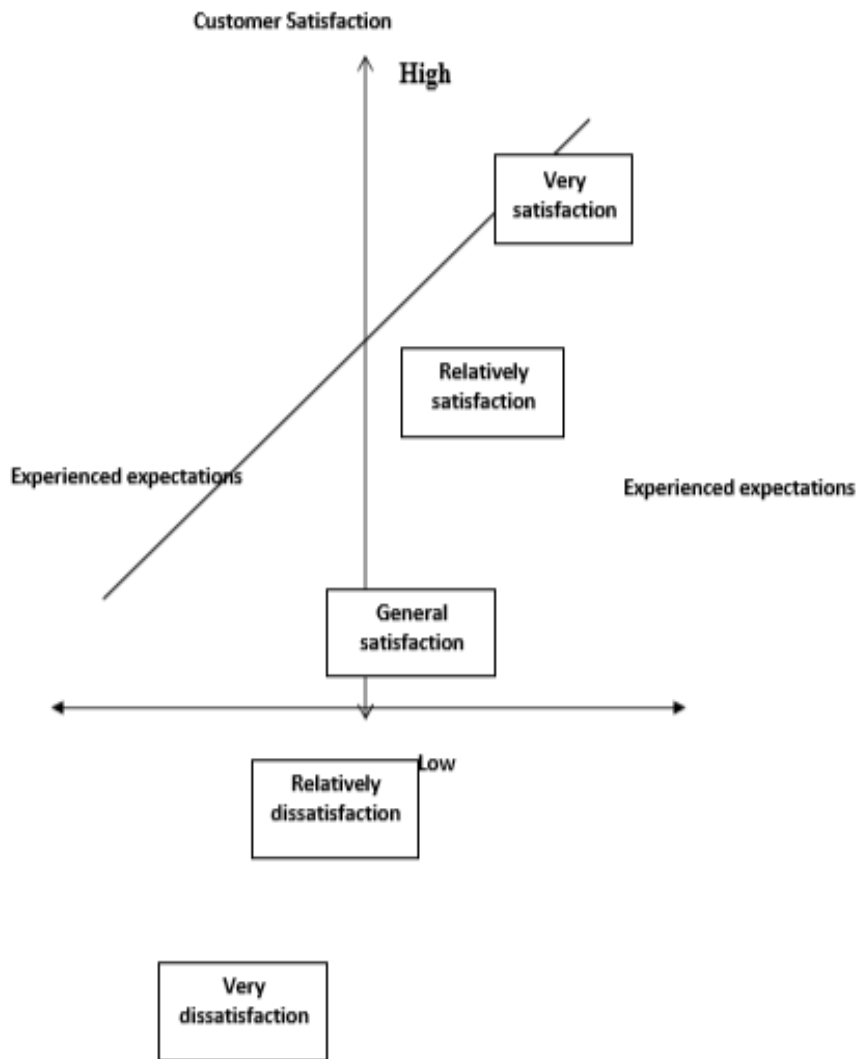 Customer Satisfaction
High
Very
satisfaction
Relatively
satisfaction
Experienced expectations
Experienced expectations
General
satisfaction
Low
Relatively
dissatisfaction
Very
dissatisfaction